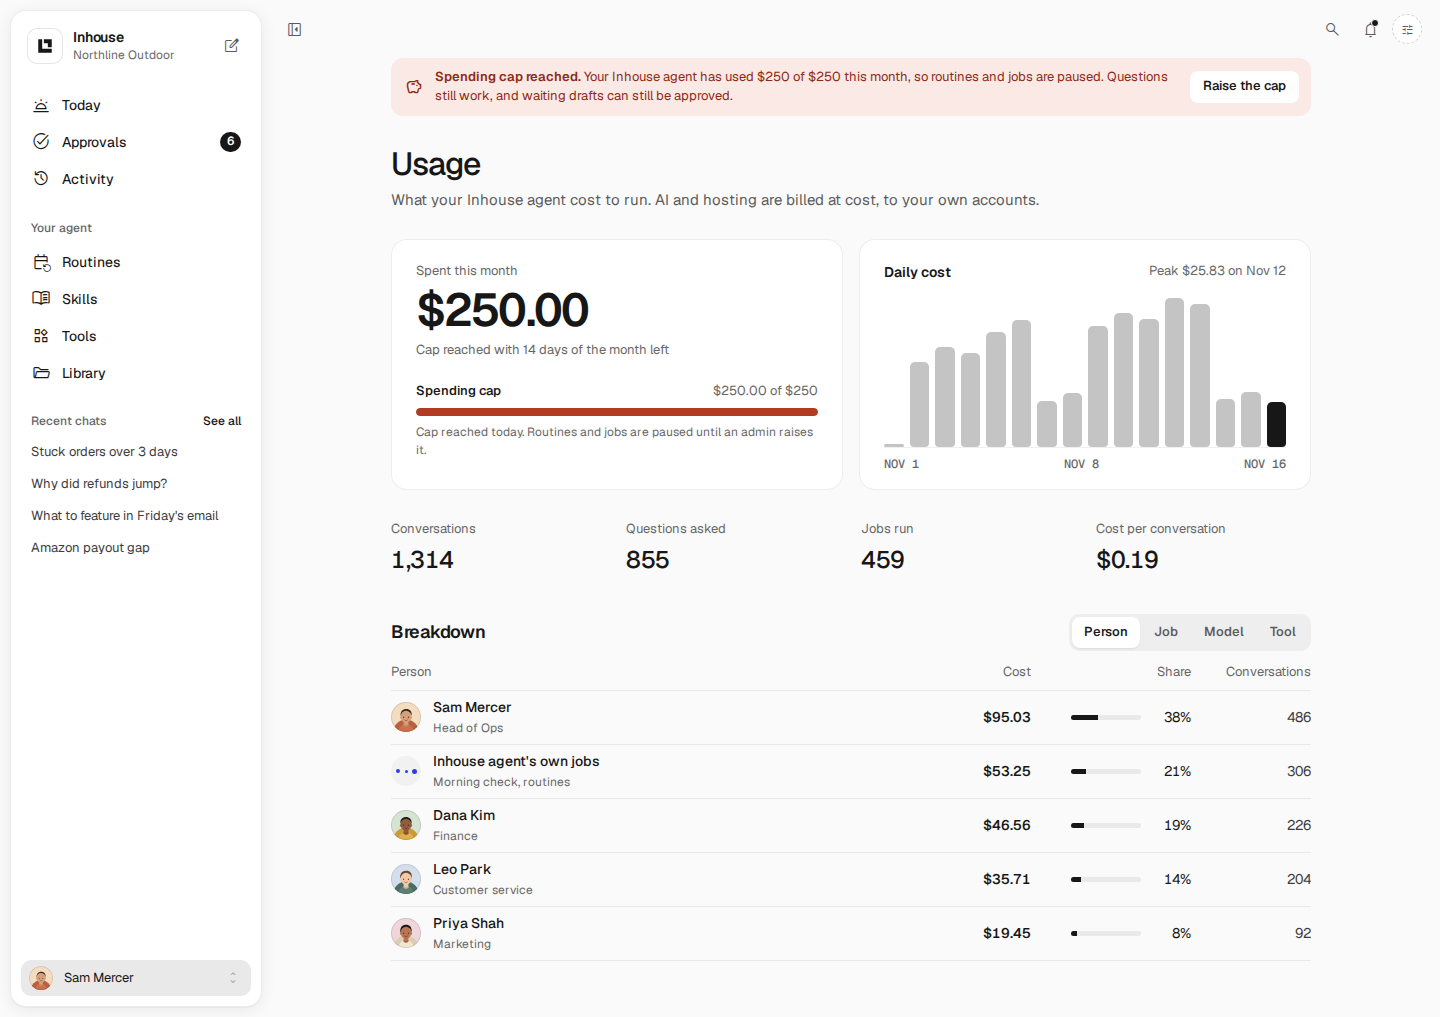 Inhouse
Northline Outdoor
Today
Approvals
6
Activity
Your agent
Routines
Skills
Tools
Library
Recent chats
See all
Stuck orders over 3 days
Why did refunds jump?
What to feature in Friday's email
Amazon payout gap
Sam Mercer
Spending cap reached. Your Inhouse agent has used $250 of $250 this month, so routines and jobs are paused. Questions
still work, and waiting drafts can still be approved.
Raise the cap
Usage
What your Inhouse agent cost to run. AI and hosting are billed at cost, to your own accounts.
Spent this month
$250.00
Cap reached with 14 days of the month left
Spending cap
$250.00 of $250
Cap reached today. Routines and jobs are paused until an admin raises
it.
Daily cost
Peak $25.83 on Nov 12
NOV 1
NOV 8
NOV 16
Conversations
1,314
Questions asked
855
Jobs run
459
Cost per conversation
$0.19
Breakdown
Person
Job
Model
Tool
Person
Cost
Share
Conversations
Sam Mercer
Head of Ops
$95.03
38%
486
Inhouse agent's own jobs
Morning check, routines
$53.25
21%
306
Dana Kim
Finance
$46.56
19%
226
Leo Park
Customer service
$35.71
14%
204
Priya Shah
Marketing
$19.45
8%
92